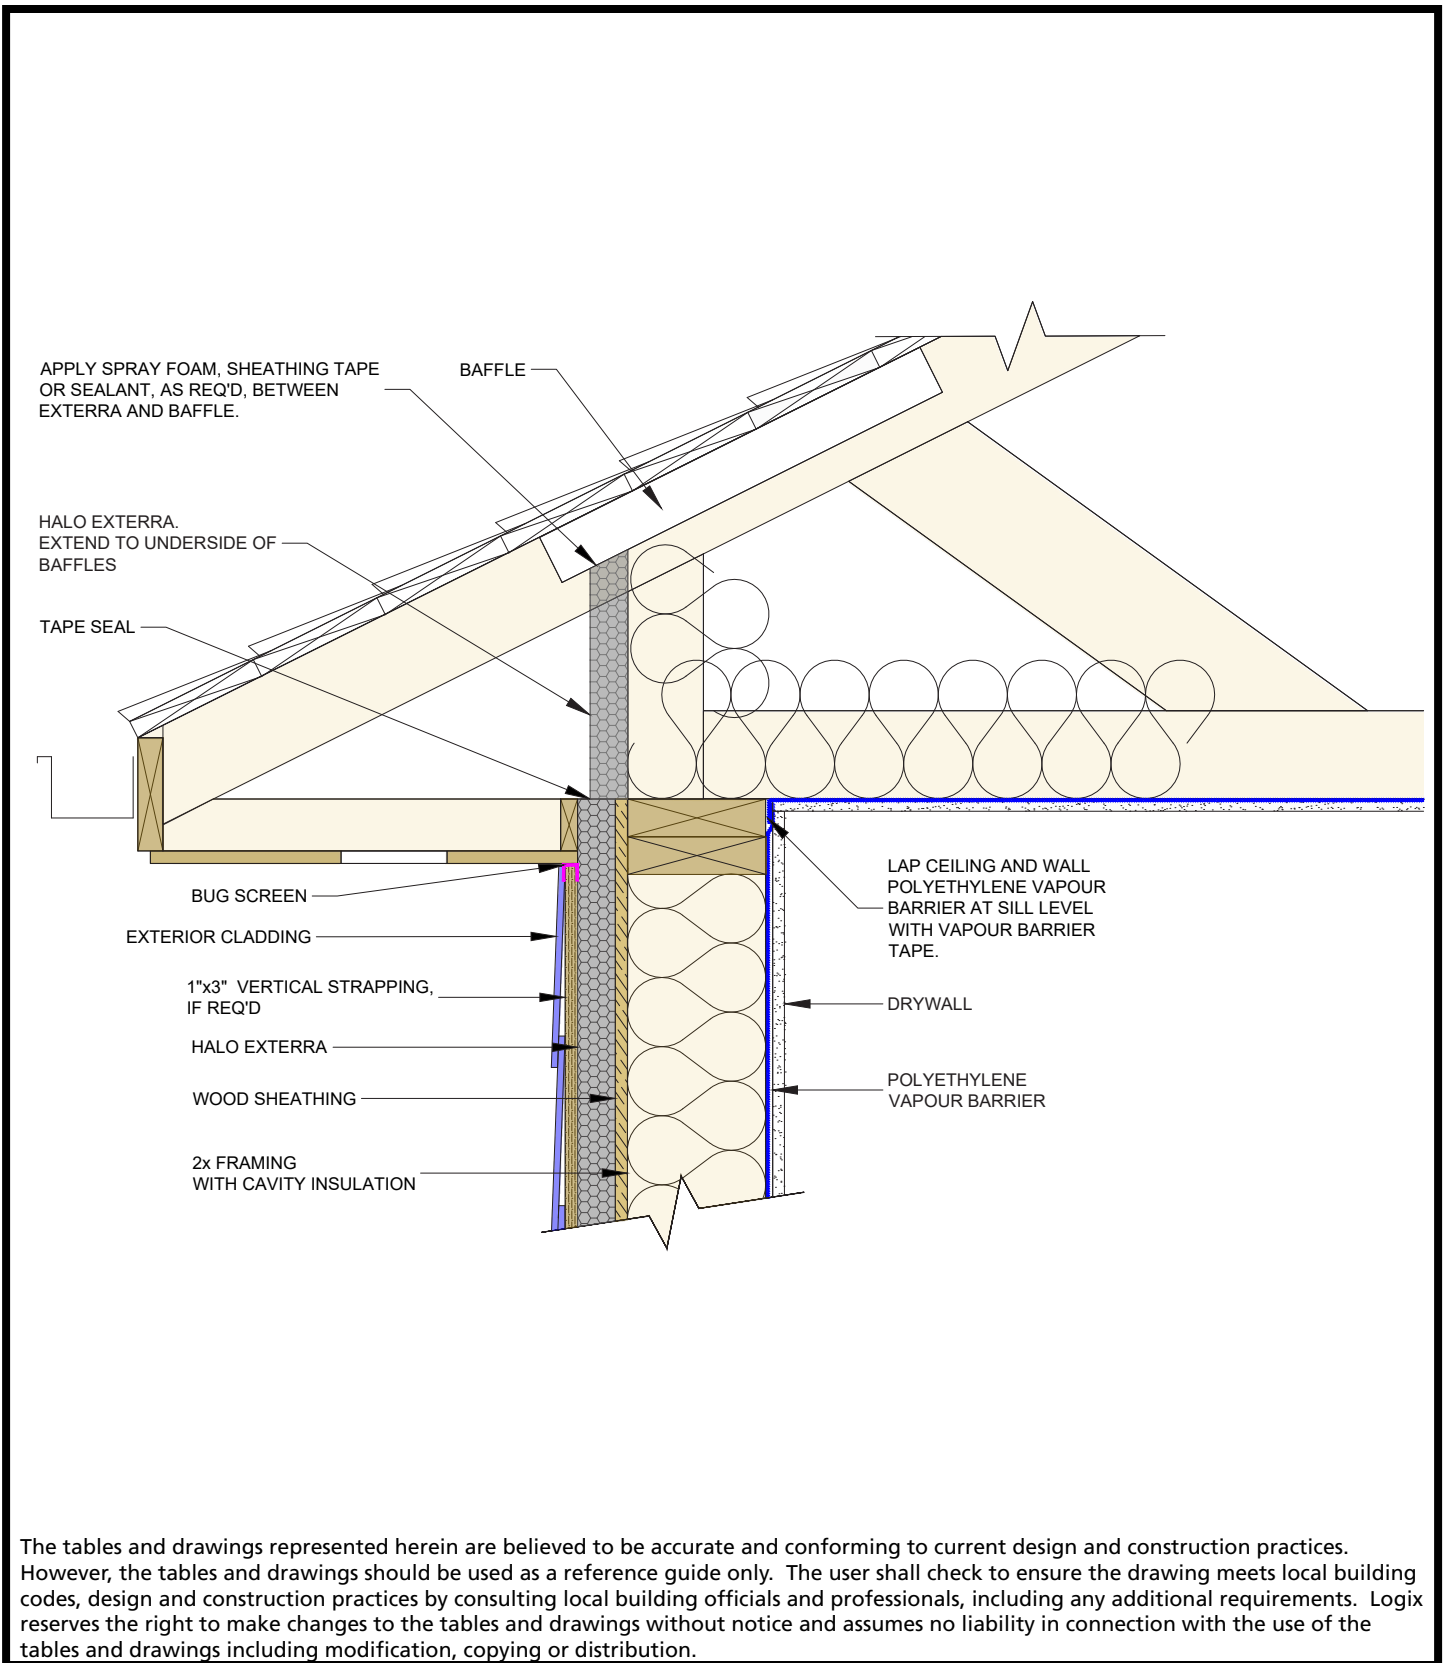 APPLY SPRAY FOAM, SHEATHING TAPE
OR SEALANT, AS REQ'D, BETWEEN
EXTERRA AND BAFFLE.
BAFFLE
HALO EXTERRA.
EXTEND TO UNDERSIDE OF
BAFFLES
TAPE SEAL
BUG SCREEN
EXTERIOR CLADDING
1"x3" VERTICAL STRAPPING,
IF REQ'D
HALO EXTERRA
WOOD SHEATHING
2x FRAMING
WITH CAVITY INSULATION
LAP CEILING AND WALL
POLYETHYLENE VAPOUR
BARRIER AT SILL LEVEL
WITH VAPOUR BARRIER
TAPE.
DRYWALL
POLYETHYLENE
VAPOUR BARRIER
The tables and drawings represented herein are believed to be accurate and conforming to current design and construction practices.
However, the tables and drawings should be used as a reference guide only. The user shall check to ensure the drawing meets local building
codes, design and construction practices by consulting local building officials and professionals, including any additional requirements. Logix
reserves the right to make changes to the tables and drawings without notice and assumes no liability in connection with the use of the
tables and drawings including modification, copying or distribution.